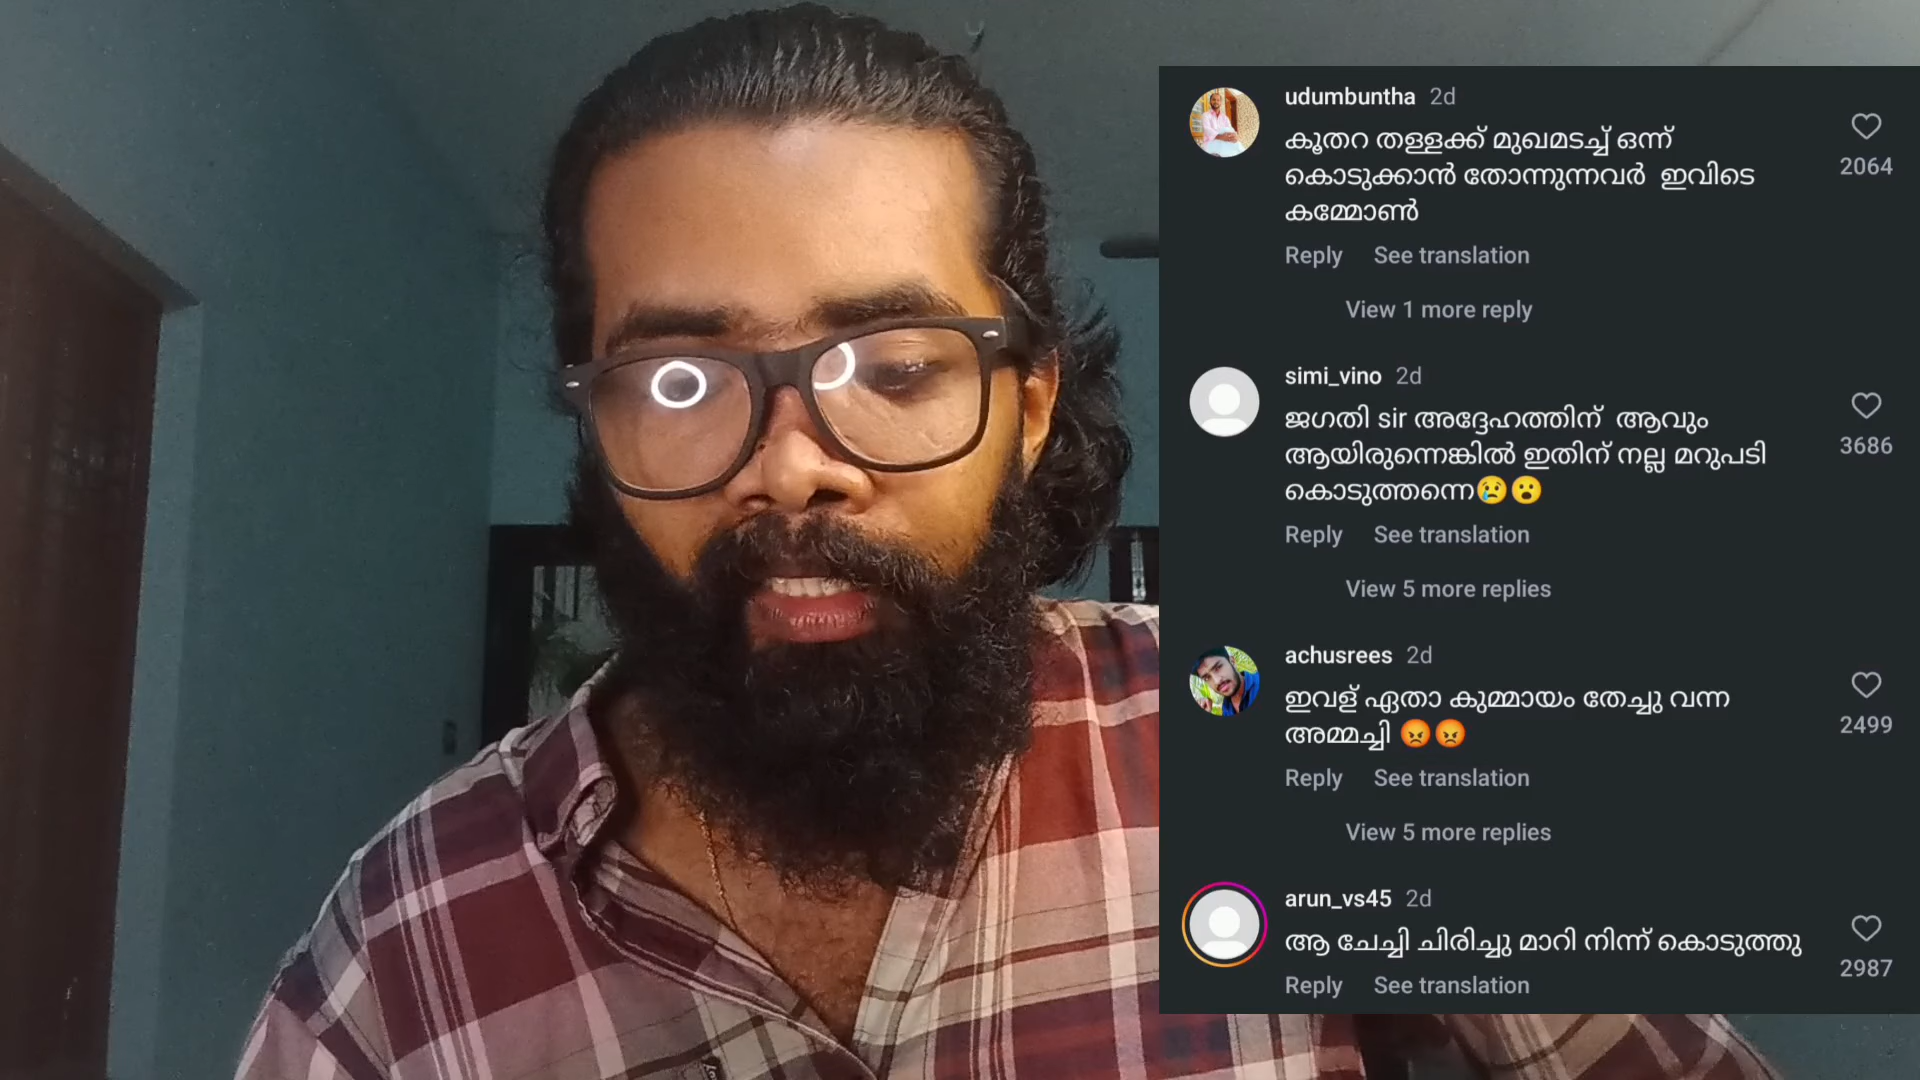 udumbuntha 2d
കൂതറ തള്ളക്ക് മുഖമടച്ച് ഒന്ന്
കൊടുക്കാൻ തോന്നുന്നവർ ഇവിടെ
കമ്മോൺ
2064
Reply See translation
View 1 more reply
simi_vino 2d
ജഗതി sir അദ്ദേഹത്തിന് ആവും
ആയിരുന്നെങ്കിൽ ഇതിന് നല്ല മറുപടി
കൊടുത്തന്നെ😢😮
3686
Reply See translation
View 5 more replies
achusrees 2d
ഇവള് ഏതാ കുമ്മായം തേച്ചു വന്ന
അമ്മച്ചി 😡😡
2499
Reply See translation
View 5 more replies
arun_vs45 2d
ആ ചേച്ചി ചിരിച്ചു മാറി നിന്ന് കൊടുത്തു
2987
Reply See translation